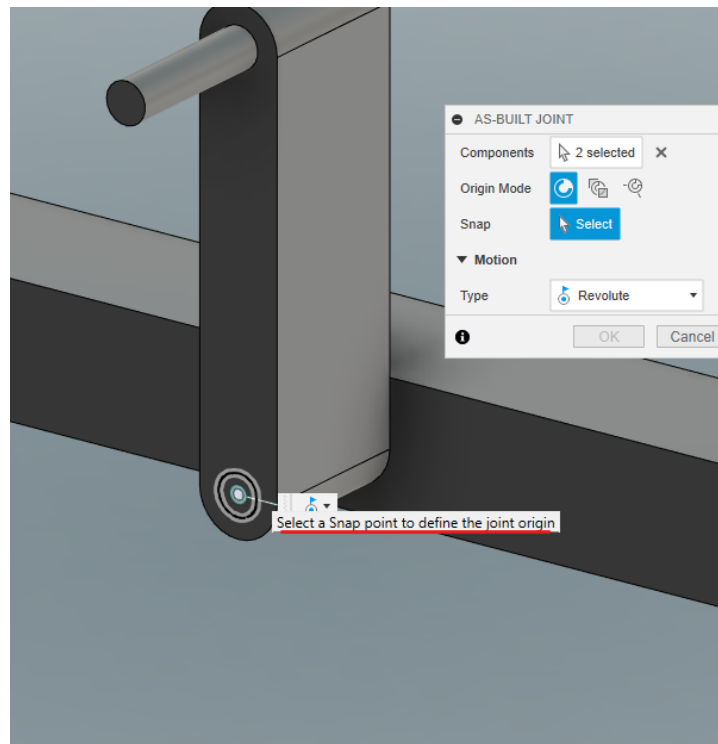 AS-BUILT JOINT
Components 2 selected
Origin Mode
Snap Select
Motion
Type Revolute
OK Cancel
Select a Snap point to define the joint origin